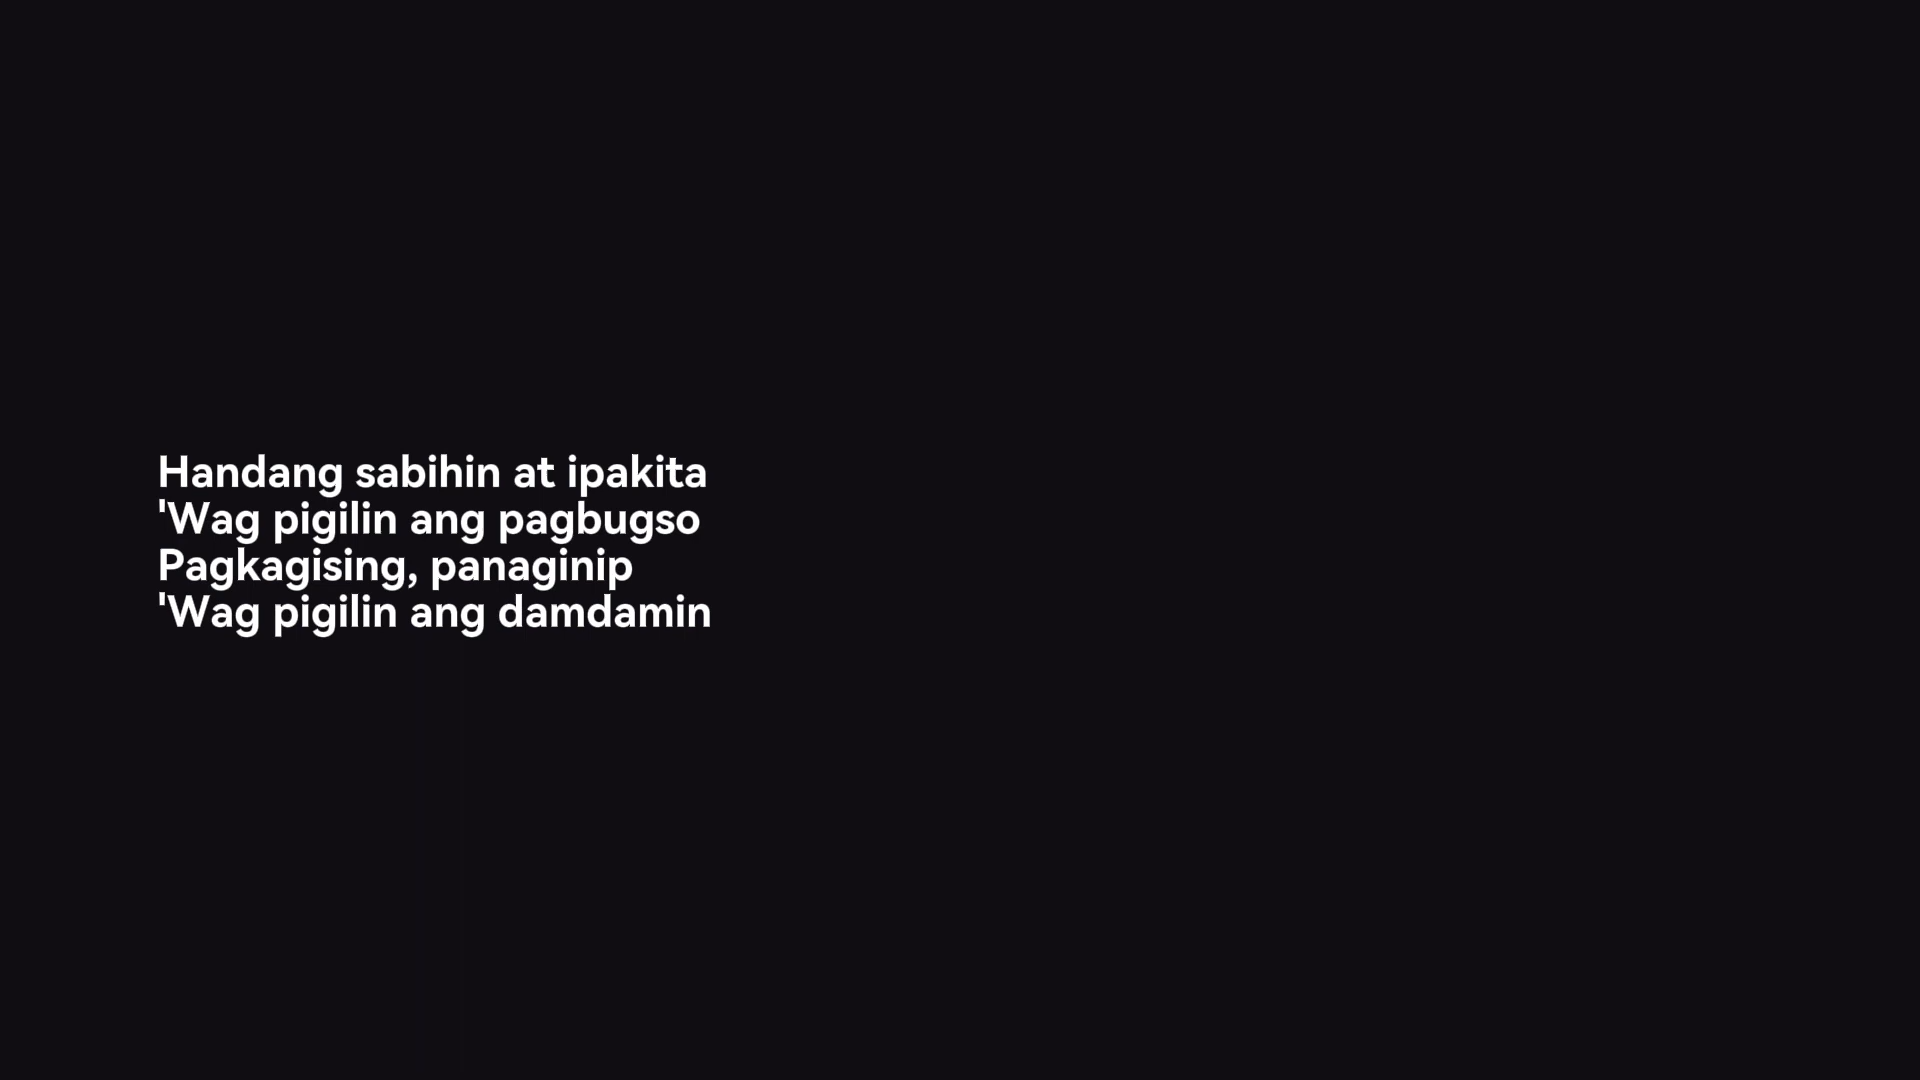 Handang sabihin at ipakita
'Wag pigilin ang pagbugso
Pagkagising, panaginip
'Wag pigilin ang damdamin